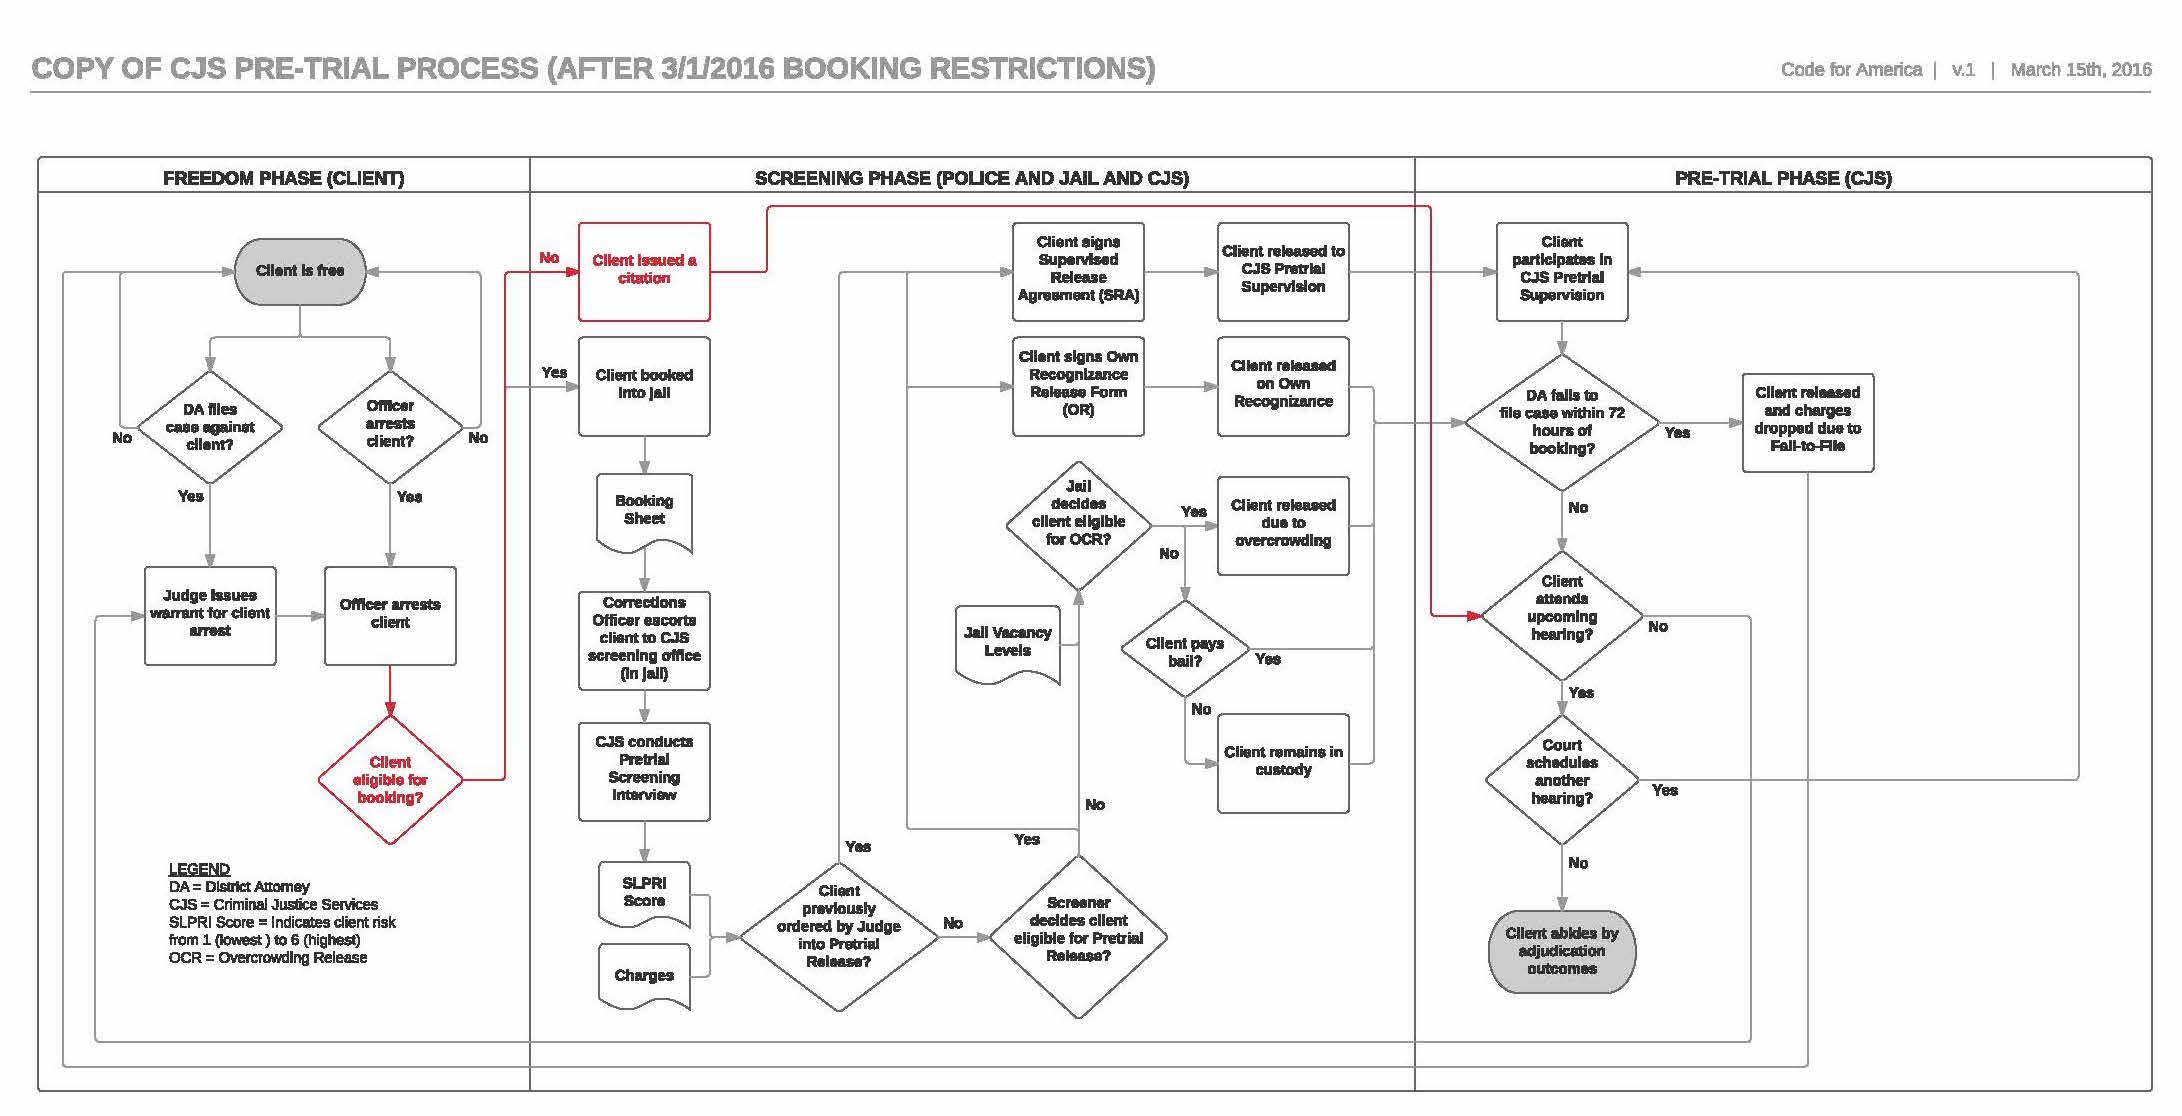 COPY OF CJS PRE-TRIAL PROCESS (AFTER 3/1/2016 BOOKING RESTRICTIONS)
Code for America | v.1 | March 15th, 2016
FREEDOM PHASE (CLIENT)
SCREENING PHASE (POLICE AND JAIL AND CJS)
PRE-TRIAL PHASE (CJS)
Client is free
DA files
case against
client?
No
Yes
Officer
arrests
client?
No
Yes
Judge issues
warrant for client
arrest
Officer arrests
client
Client
eligible for
booking?
LEGEND
DA = District Attorney
CJS = Criminal Justice Services
SLPRI Score = Indicates client risk
from 1 (lowest ) to 6 (highest)
OCR = Overcrowding Release
No
Client issued a
citation
Yes
Client booked
into jail
Booking
Sheet
Corrections
Officer escorts
client to CJS
screening office
(in jail)
CJS conducts
Pretrial
Screening
Interview
SLPRI
Score
Charges
Client
previously
ordered by Judge
into Pretrial
Release?
Yes
No
Screener
decides client
eligible for Pretrial
Release?
Yes
No
Client signs
Supervised
Release
Agreement (SRA)
Client released to
CJS Pretrial
Supervision
Client signs Own
Recognizance
Release Form
(OR)
Client released
on Own
Recognizance
Jail
decides
client eligible
for OCR?
Yes
No
Client released
due to
overcrowding
Jail Vacancy
Levels
Client pays
bail?
Yes
No
Client remains in
custody
Client
participates in
CJS Pretrial
Supervision
DA fails to
file case within 72
hours of
booking?
Yes
No
Client released
and charges
dropped due to
Fail-to-File
Client
attends
upcoming
hearing?
No
Yes
Court
schedules
another
hearing?
Yes
No
Client abides by
adjudication
outcomes